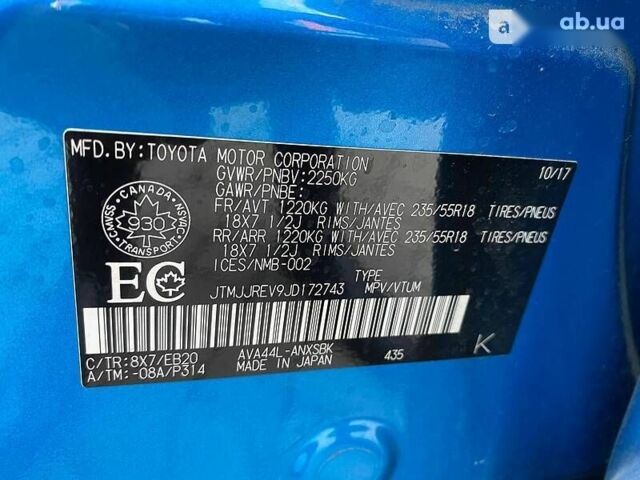 a ab.ua
MFD. BY: TOYOTA MOTOR CORPORATION 10/17
GVWR/PNBV: 2250KG
GAWR/PNBE:
FR/AVT 1220KG WITH/AVEC 235/55R18 TIRES/PNEUS
18X7 1/2J RIMS/JANTES
RR/ARR 1220KG WITH/AVEC 235/55R18 TIRES/PNEUS
18X7 1/2J RIMS/JANTES
ICES/NMB-002
CANADA
CMVSS NSVAC
930
TRANSPORT
EC
TYPE
JTMJJREV9JD172743 MPV/VTUM
C/TR: 8X7/EB20 AVA44L-ANXSBK 435 K
A/TM: -08A/P314 MADE IN JAPAN